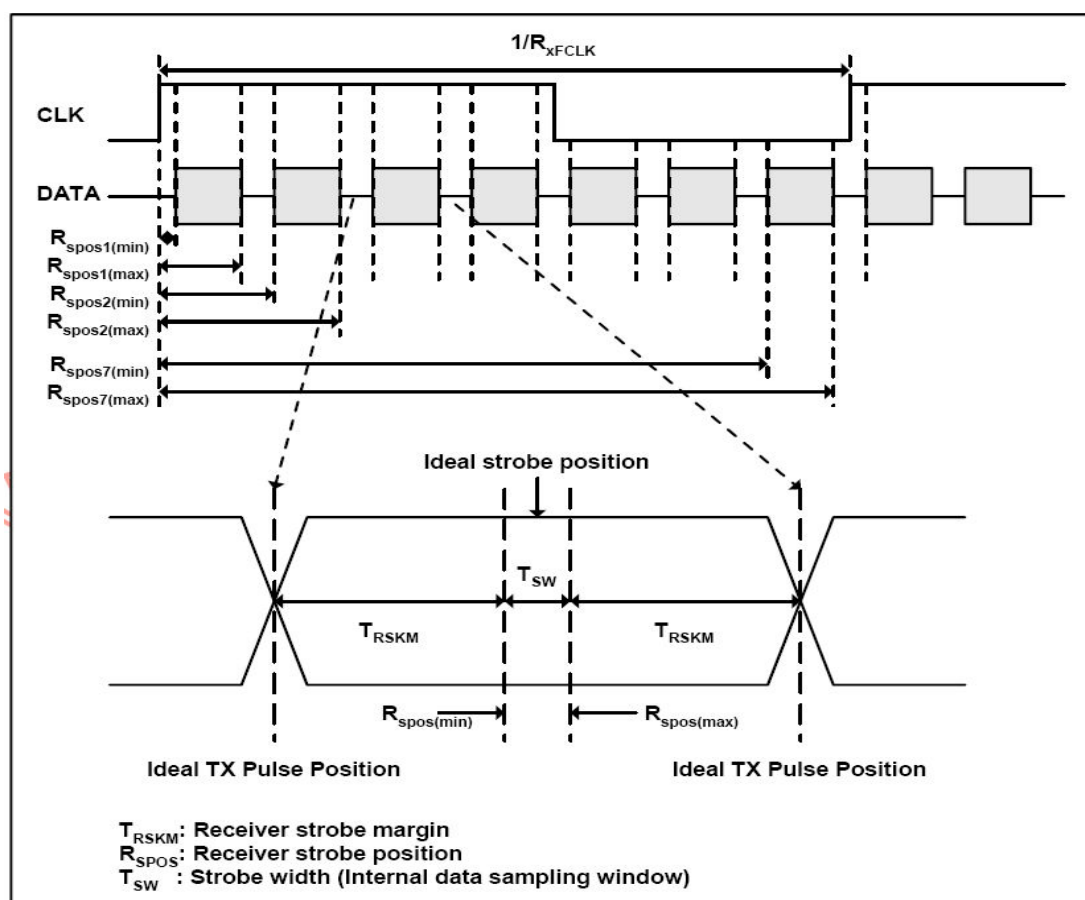 1/RxFCLK
CLK
DATA
Rspos1(min)
Rspos1(max)
Rspos2(min)
Rspos2(max)
Rspos7(min)
Rspos7(max)
Ideal strobe position
TSW
TRSKM TRSKM
Rspos(min) Rspos(max)
Ideal TX Pulse Position Ideal TX Pulse Position
TRSKM: Receiver strobe margin
RSPOS: Receiver strobe position
TSW : Strobe width (Internal data sampling window)